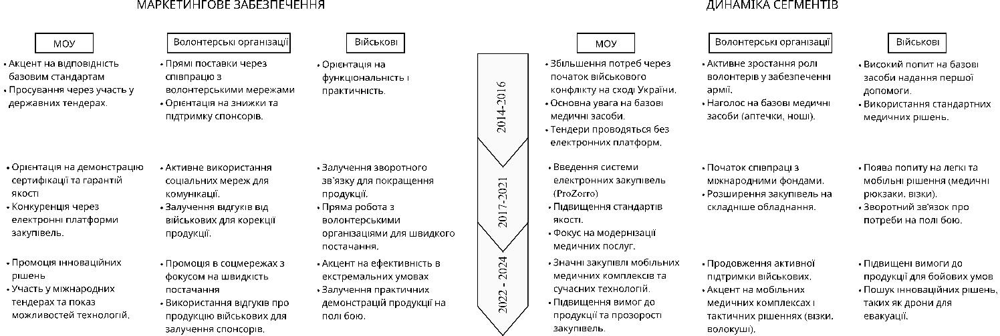 МАРКЕТИНГОВЕ ЗАБЕЗПЕЧЕННЯ
МОУ
• Акцент на відповідність
базовим стандартам
• Просування через участь у
державних тендерах.
• Орієнтація на демонстрацію
сертифікації та гарантій
якості
• Конкуренція через
електронні платформи
закупівель.
• Промоція інноваційних
рішень
• Участь у міжнародних
тендерах та показ
можливостей технологій.
Волонтерські організації
• Прямі поставки через
співпрацю з
волонтерськими мережами
• Орієнтація на знижки та
підтримку спонсорів.
• Активне використання
соціальних мереж для
комунікації.
• Залучення відгуків від
військових для корекції
продукції.
• Промоція в соцмережах з
фокусом на швидкість
постачання
• Використання відгуків про
продукцію військових для
залучення спонсорів.
Військові
• Орієнтація на
функціональність і
практичність.
• Залучення зворотного
зв'язку для покращення
продукції.
• Пряма робота з
волонтерськими
організаціями для швидкого
постачання.
• Акцент на ефективність в
екстремальних умовах
• Залучення практичних
демонстрацій продукції на
полі бою.
2014-2016
2017-2021
2022 - 2024
ДИНАМІКА СЕГМЕНТІВ
МОУ
• Збільшення потреб через
початок військового
конфлікту на сході України.
• Основна увага на базові
медичні засоби.
• Тендери проводяться без
електронних платформ.
• Введення системи
електронних закупівель
(ProZorro)
• Підвищення стандартів
якості.
• Фокус на модернізації
медичних послуг.
• Значні закупівлі мобільних
медичних комплексів та
сучасних технологій.
• Підвищення вимог до
продукції та прозорості
закупівель.
Волонтерські організації
• Активне зростання ролі
волонтерів у забезпеченні
армії.
• Наголос на базові медичні
засоби (аптечки, ноші).
• Початок співпраці з
міжнародними фондами.
• Розширення закупівель на
складніше обладнання.
• Продовження активної
підтримки військових.
• Акцент на мобільних
медичних комплексах і
тактичних рішеннях (візки,
волокуші).
Військові
• Високий попит на базові
засоби надання першої
допомоги.
• Використання стандартних
медичних рішень.
• Поява попиту на легкі та
мобільні рішення (медичні
рюкзаки, візки).
• Зворотний зв'язок про
потреби на полі бою.
• Підвищені вимоги до
продукції для бойових умов
• Пошук інноваційних рішень,
таких як дрони для
евакуації.